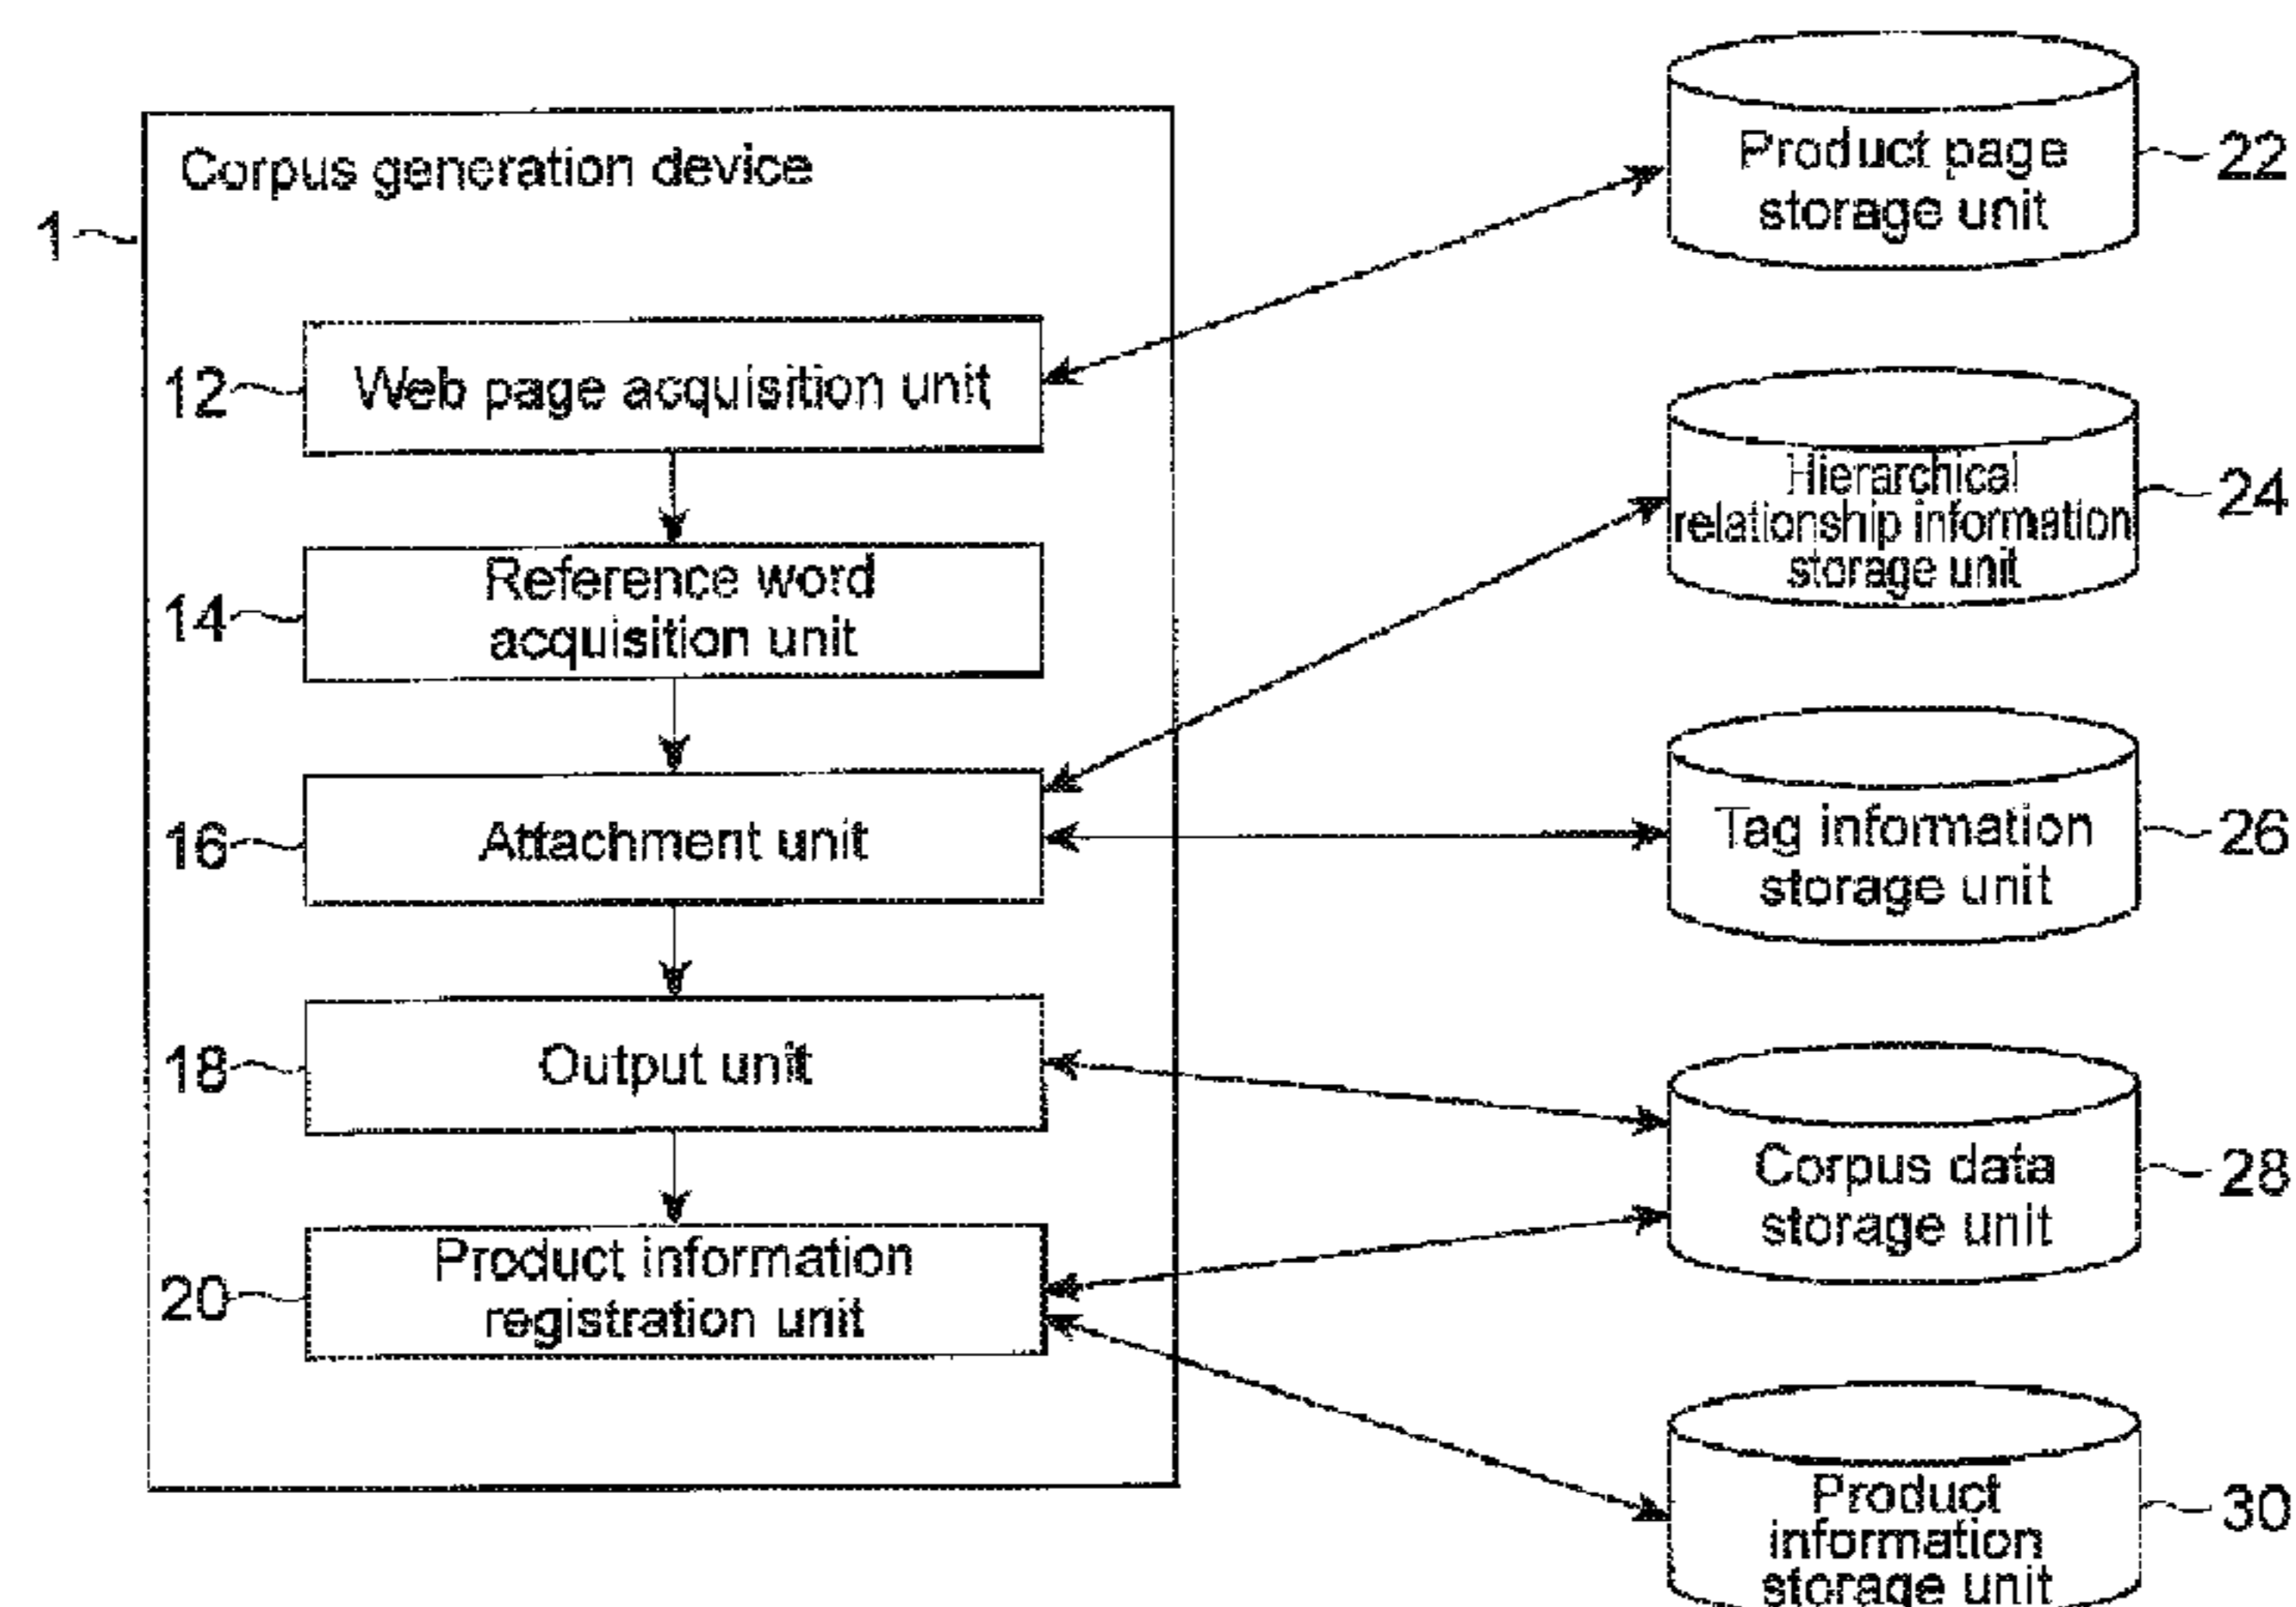 Corpus generation device
1
12
Web page acquisition unit
14
Reference word
acquisition unit
16
Attachment unit
18
Output unit
20
Product information
registration unit
Product page
storage unit
22
Hierarchical
relationship information
storage unit
24
Tag information
storage unit
26
Corpus data
storage unit
28
Product
information
storage unit
30